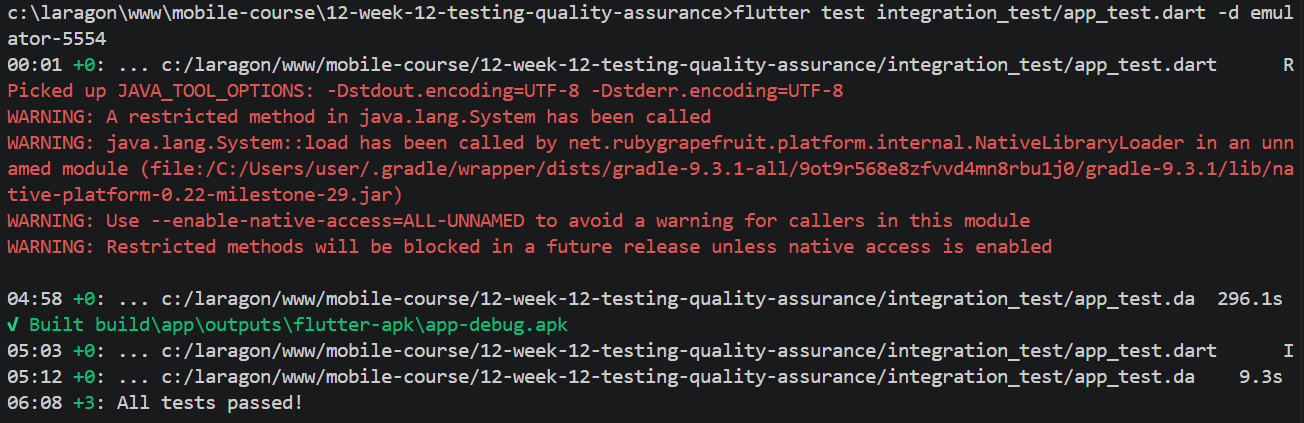 c:\laragon\www\mobile-course\12-week-12-testing-quality-assurance>flutter test integration_test/app_test.dart -d emul
ator-5554
00:01 +0: ... c:/laragon/www/mobile-course/12-week-12-testing-quality-assurance/integration_test/app_test.dart      R
Picked up JAVA_TOOL_OPTIONS: -Dstdout.encoding=UTF-8 -Dstderr.encoding=UTF-8
WARNING: A restricted method in java.lang.System has been called
WARNING: java.lang.System::load has been called by net.rubygrapefruit.platform.internal.NativeLibraryLoader in an unn
amed module (file:/C:/Users/user/.gradle/wrapper/dists/gradle-9.3.1-all/9ot9r568e8zfvvd4mn8rbu1j0/gradle-9.3.1/lib/na
tive-platform-0.22-milestone-29.jar)
WARNING: Use --enable-native-access=ALL-UNNAMED to avoid a warning for callers in this module
WARNING: Restricted methods will be blocked in a future release unless native access is enabled
04:58 +0: ... c:/laragon/www/mobile-course/12-week-12-testing-quality-assurance/integration_test/app_test.da  296.1s
√ Built build\app\outputs\flutter-apk\app-debug.apk
05:03 +0: ... c:/laragon/www/mobile-course/12-week-12-testing-quality-assurance/integration_test/app_test.dart      I
05:12 +0: ... c:/laragon/www/mobile-course/12-week-12-testing-quality-assurance/integration_test/app_test.da    9.3s
06:08 +3: All tests passed!